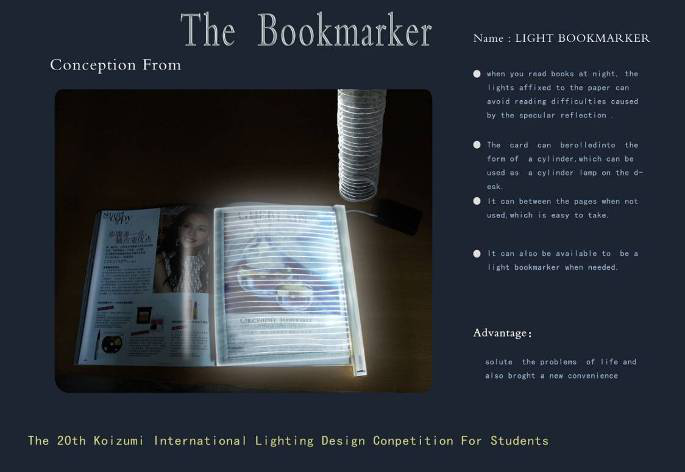 The Bookmarker
Name : LIGHT BOOKMARKER
Conception From
when you read books at night, the
lights affixed to the paper can
avoid reading difficulties caused
by the specular reflection .
The card can berolledinto the
form of a cylinder,which can be
used as a cylinder lamp on the d-
esk.
it can between the pages when not
used,which is easy to take.
It can also be available to be a
light bookmarker when needed.
Advantage:
solute the problems of life and
also broght a new convenience
The 20th Koizumi International Lighting Design Conpetition For Students